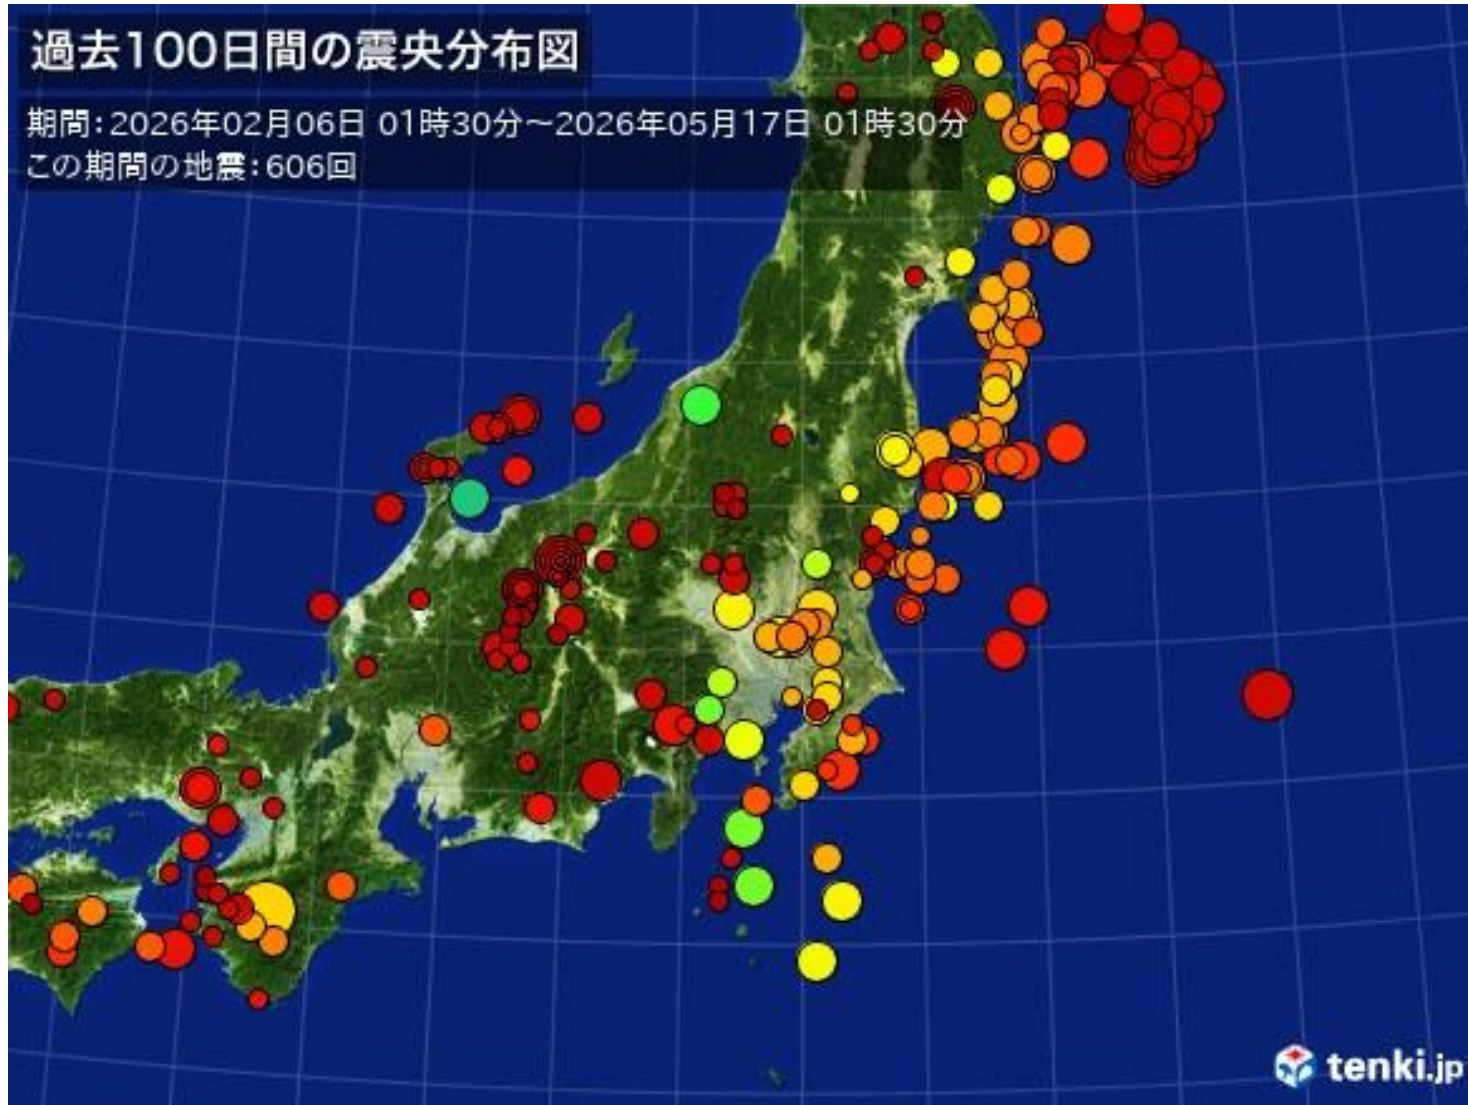 過去100日間の震央分布図
期間:2026年02月06日 01時30分～2026年05月17日 01時30分
この期間の地震:606回
tenki.jp